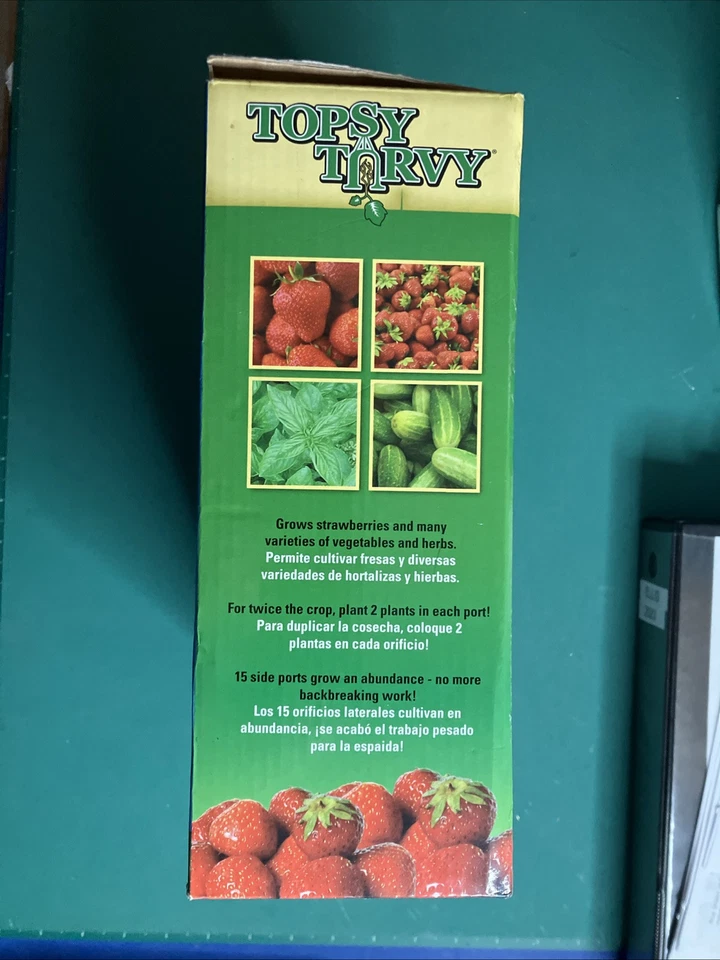 TOPSY
TURVY®
Grows strawberries and many
varieties of vegetables and herbs.
Permite cultivar fresas y diversas
variedades de hortalizas y hierbas.
For twice the crop, plant 2 plants in each port!
Para duplicar la cosecha, coloque 2
plantas en cada orificio!
15 side ports grow an abundance - no more
backbreaking work!
Los 15 orificios laterales cultivan en
abundancia, ¡se acabó el trabajo pesado
para la espaida!